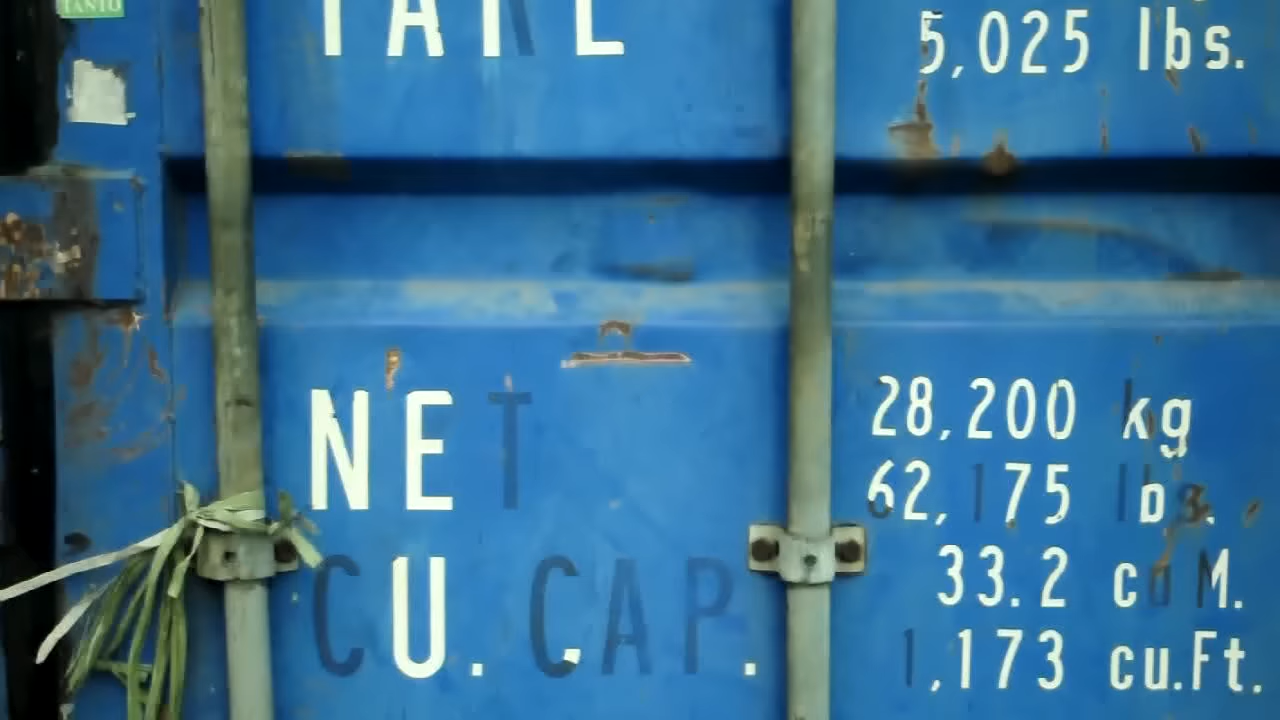 TANTO
TARE
5,025 lbs.
NET
28,200 kg
62,175 lbs.
CU. CAP.
33.2 cu M.
1,173 cu.Ft.